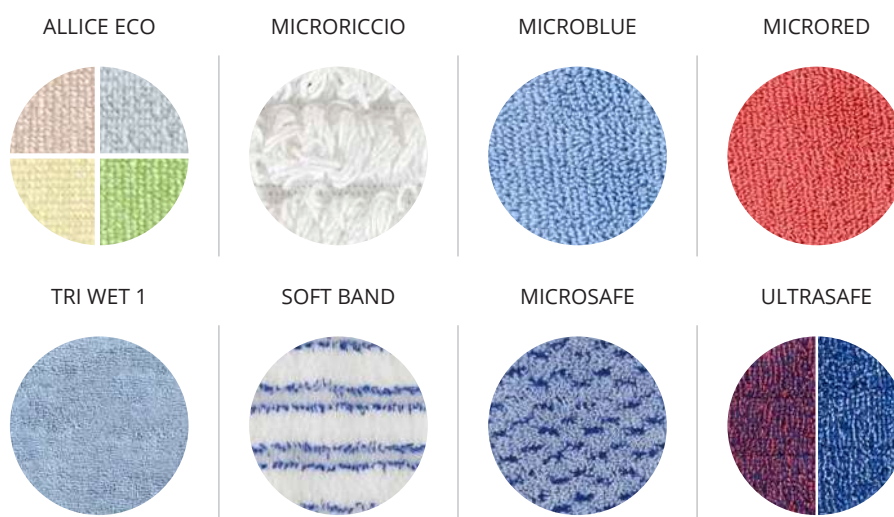 ALLICE ECO
MICRORICCIO
MICROBLUE
MICRORED
TRI WET 1
SOFT BAND
MICROSAFE
ULTRASAFE